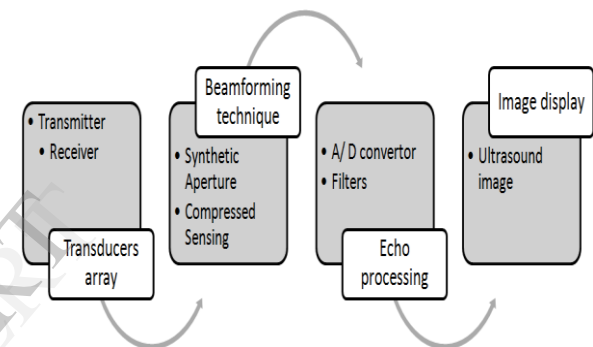 • Transmitter
• Receiver
Transducers
array
Beamforming
technique
• Synthetic
Aperture
• Compressed
Sensing
• A/ D convertor
• Filters
Echo
processing
Image display
• Ultrasound
image